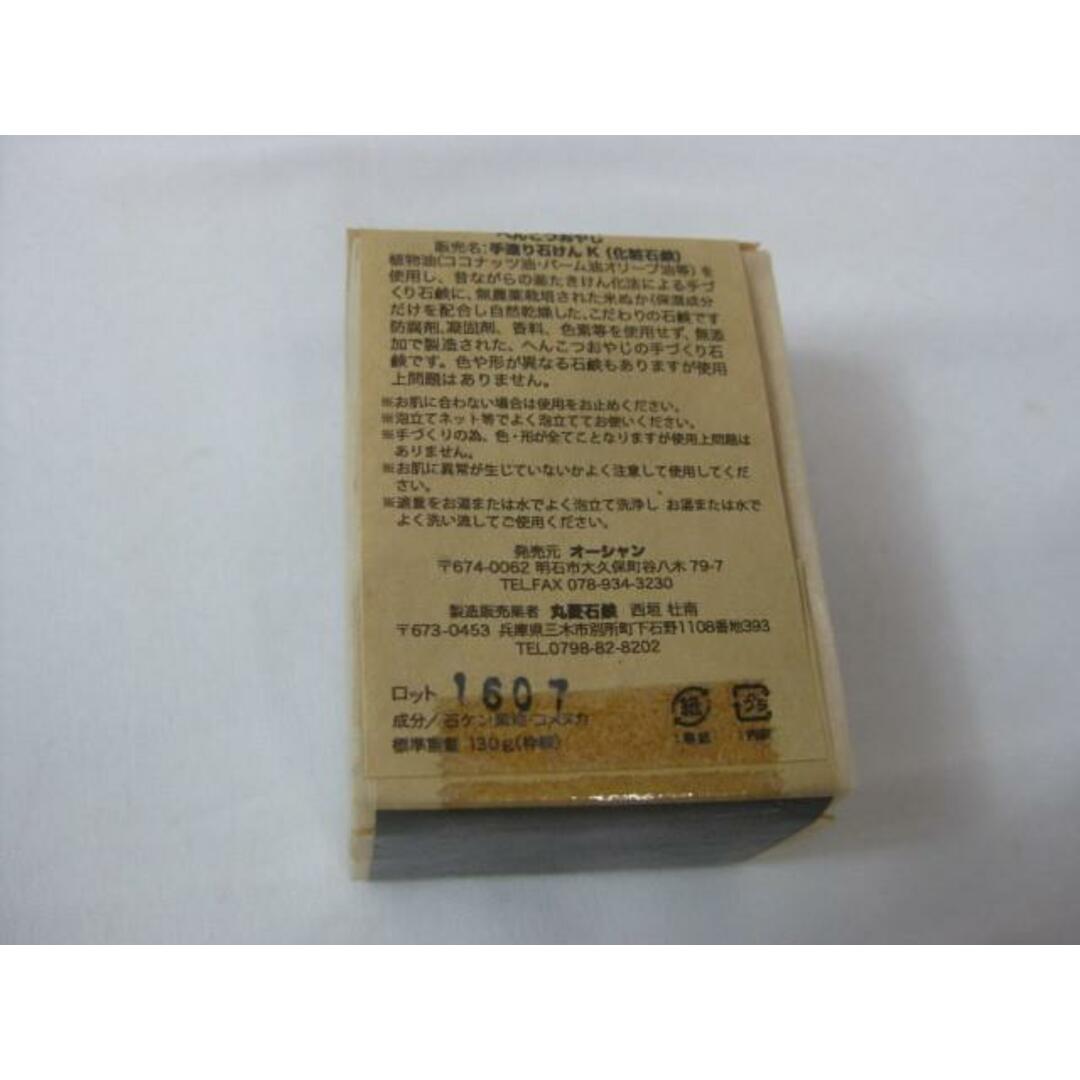 へんこつおやじ
販売名：手造り石けん K（化粧石鹸）
植物油（ココナッツ油・パーム油オリーブ油等）を
使用し、昔ながらの釜たきけん化法による手づ
くり石鹸に、無農薬栽培された米ぬか（保湿成分
だけを配合し自然乾燥した、こだわりの石鹸です
防腐剤、凝固剤、香料、色素等を使用せず、無添
加で製造された、へんこつおやじの手づくり石
鹸です。色や形が異なる石鹸もありますが使用
上問題はありません。
※お肌に合わない場合は使用をお止めください。
※泡立てネット等でよく泡立ててお使いください。
※手づくりの為、色・形が全てことなりますが使用上問題は
ありません。
※お肌に異常が生じていないかよく注意して使用してくだ
さい。
※適量をお湯または水でよく泡立て洗浄し お湯または水で
よく洗い流してご使用ください。
発売元 オーシャン
〒674-0062 明石市大久保町谷八木 79-7
TEL.FAX 078-934-3230
製造販売業者 丸菱石鹸 西垣 壮南
〒673-0453 兵庫県三木市別所町下石野1108番地393
TEL.0798-82-8202
ロット 1607
成分／石ケン素地・コメヌカ
標準重量 130g（枠練）
紙 プラ